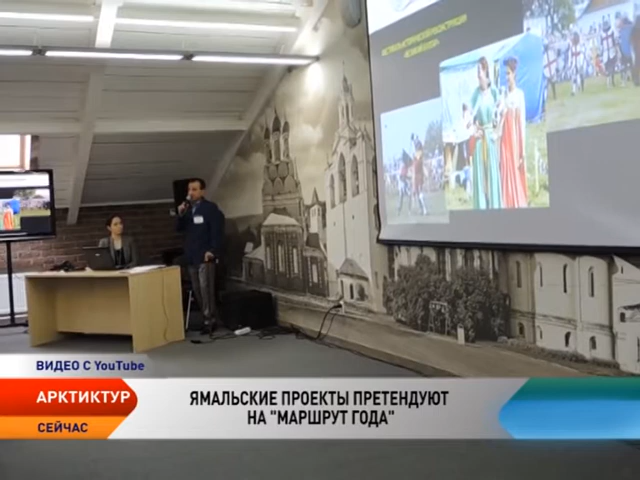 ВИДЕО С YouTube
АРКТИКТУР
СЕЙЧАС
ЯМАЛЬСКИЕ ПРОЕКТЫ ПРЕТЕНДУЮТ
НА "МАРШРУТ ГОДА"